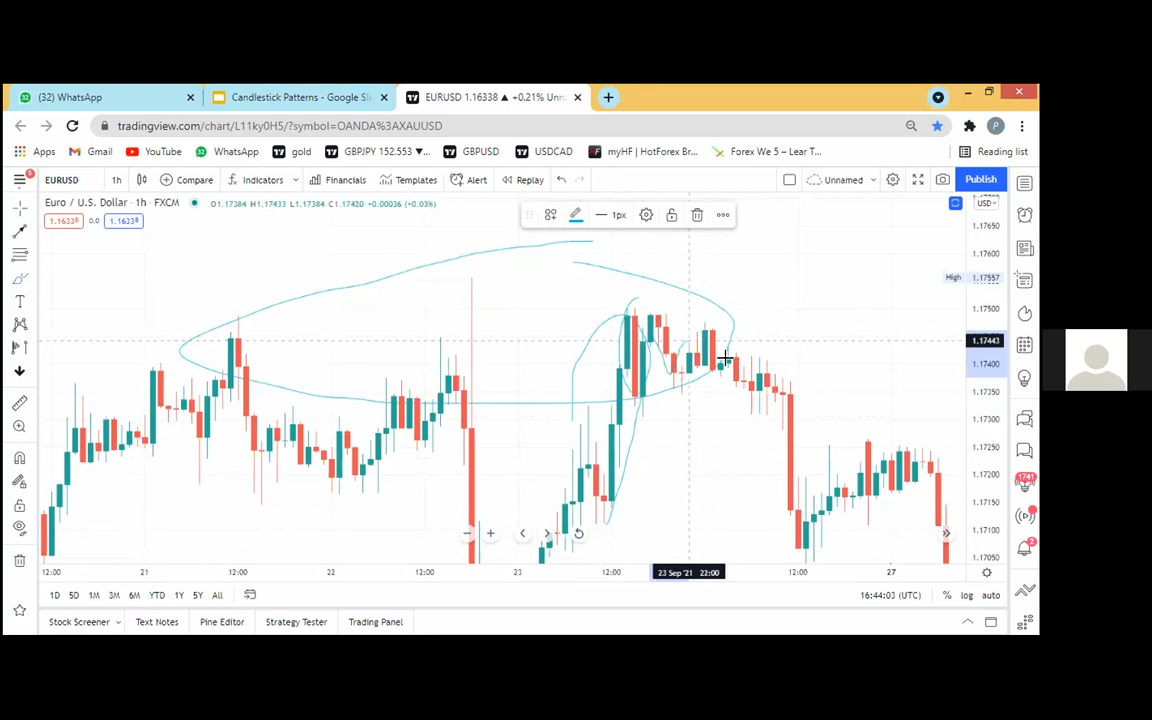 (32) WhatsApp
Candlestick Patterns - Google Sli
EURUSD 1.16338 ▲ +0.21% Unn
tradingview.com/chart/L11ky0H5/?symbol=OANDA%3AXAUUSD
P
Apps
Gmail
YouTube
WhatsApp
gold
GBPJPY 152.553 ▼...
GBPUSD
USDCAD
myHF | HotForex Br...
Forex We 5 – Lear T...
Reading list
EURUSD
1h
Compare
Indicators
Financials
Templates
Alert
Replay
Unnamed
Publish
Euro / U.S. Dollar · 1h · FXCM
O1.17384 H1.17433 L1.17384 C1.17420 +0.00036 (+0.03%)
USD
1.16338
0.0
1.16338
1px
1.17650
1.17600
High 1.17557
1.17500
1.17443
1.17400
1.17350
1.17300
1.17250
1.17200
1.17150
1.17100
1.17050
1741
2
12:00
21
12:00
22
12:00
23
12:00
23 Sep '21 22:00
12:00
27
1D
5D
1M
3M
6M
YTD
1Y
5Y
All
16:44:03 (UTC)
%
log
auto
Stock Screener
Text Notes
Pine Editor
Strategy Tester
Trading Panel